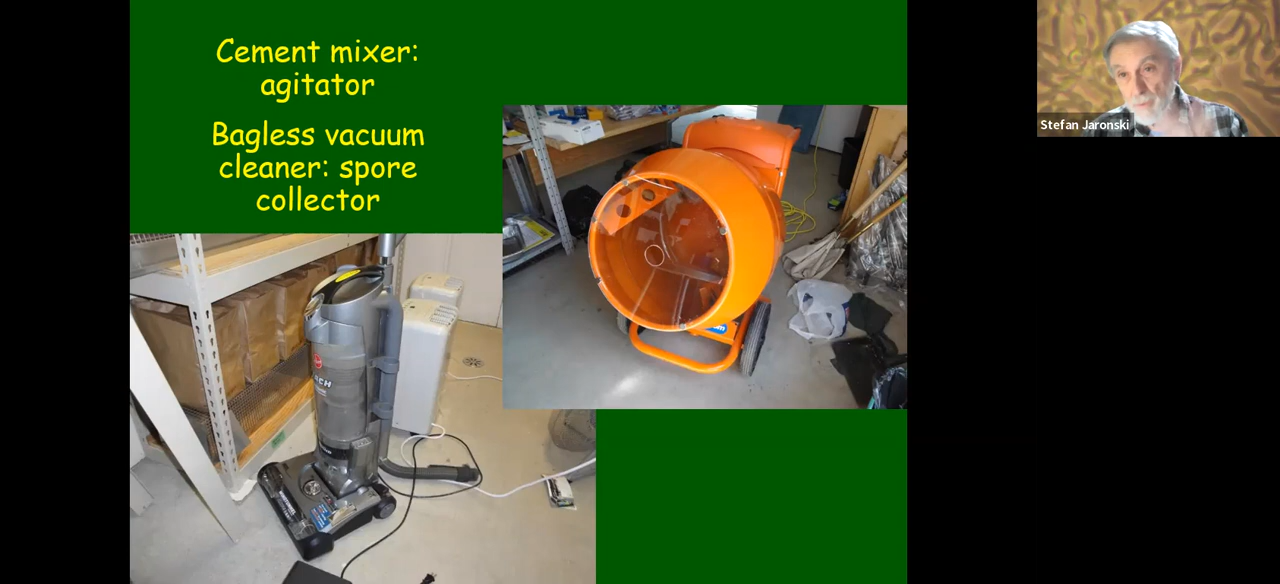 Cement mixer:
agitator
Bagless vacuum
cleaner: spore
collector
Stefan Jaronski